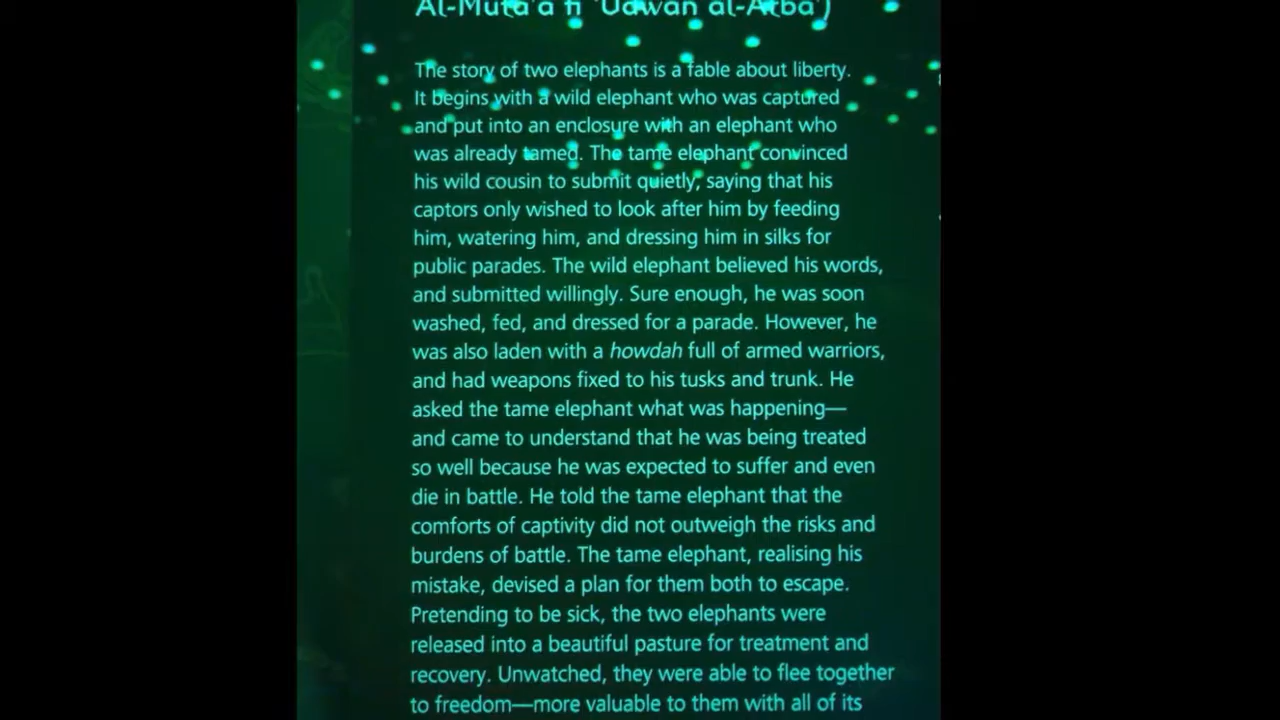 Al-Muta'a fi 'Udwan al-Atba')
The story of two elephants is a fable about liberty.
It begins with a wild elephant who was captured
and put into an enclosure with an elephant who
was already tamed. The tame elephant convinced
his wild cousin to submit quietly, saying that his
captors only wished to look after him by feeding
him, watering him, and dressing him in silks for
public parades. The wild elephant believed his words,
and submitted willingly. Sure enough, he was soon
washed, fed, and dressed for a parade. However, he
was also laden with a howdah full of armed warriors,
and had weapons fixed to his tusks and trunk. He
asked the tame elephant what was happening—
and came to understand that he was being treated
so well because he was expected to suffer and even
die in battle. He told the tame elephant that the
comforts of captivity did not outweigh the risks and
burdens of battle. The tame elephant, realising his
mistake, devised a plan for them both to escape.
Pretending to be sick, the two elephants were
released into a beautiful pasture for treatment and
recovery. Unwatched, they were able to flee together
to freedom—more valuable to them with all of its